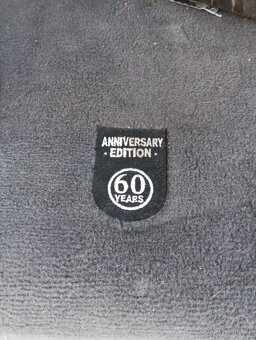 ANNIVERSARY
- EDITION -
60
YEARS